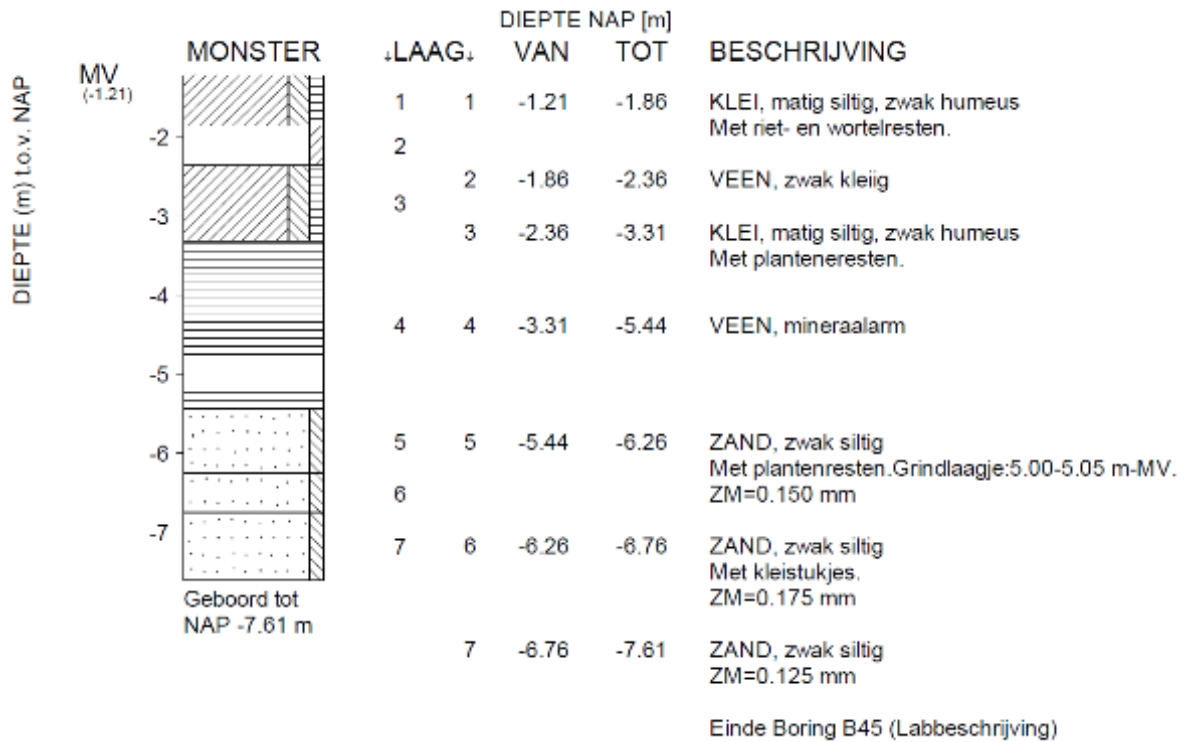 DIEPTE NAP [m]
MONSTER ↓LAAG↓ VAN TOT BESCHRIJVING
DIEPTE (m) t.o.v. NAP
MV
(-1.21)
-2
-3
-4
-5
-6
-7
1 1 -1.21 -1.86 KLEI, matig siltig, zwak humeus
Met riet- en wortelresten.
2
2 -1.86 -2.36 VEEN, zwak kleiig
3
3 -2.36 -3.31 KLEI, matig siltig, zwak humeus
Met planteneresten.
4 4 -3.31 -5.44 VEEN, mineraalarm
5 5 -5.44 -6.26 ZAND, zwak siltig
Met plantenresten.Grindlaagje:5.00-5.05 m-MV.
6 ZM=0.150 mm
7 6 -6.26 -6.76 ZAND, zwak siltig
Met kleistukjes.
ZM=0.175 mm
Geboord tot
NAP -7.61 m
7 -6.76 -7.61 ZAND, zwak siltig
ZM=0.125 mm
Einde Boring B45 (Labbeschrijving)